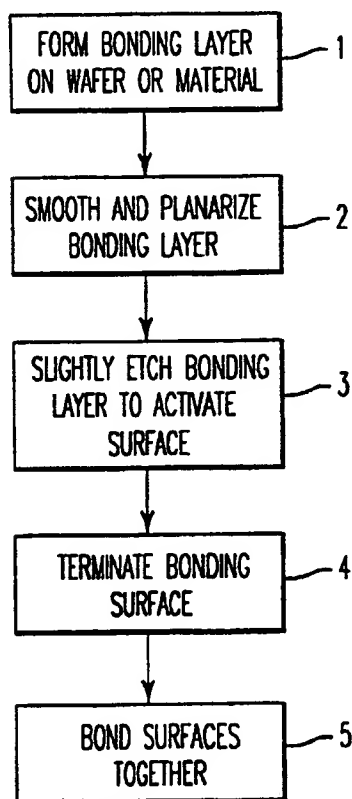 FORM BONDING LAYER
ON WAFER OR MATERIAL
1
SMOOTH AND PLANARIZE
BONDING LAYER
2
SLIGHTLY ETCH BONDING
LAYER TO ACTIVATE
SURFACE
3
TERMINATE BONDING
SURFACE
4
BOND SURFACES
TOGETHER
5